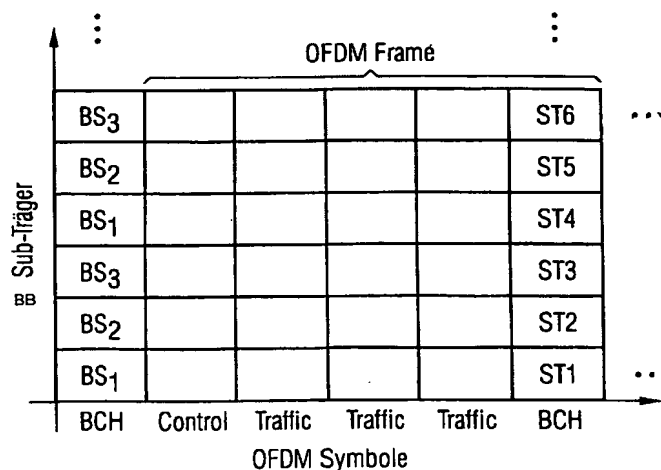 OFDM Frame
BS3 ST6
BS2 ST5
BS1 ST4
BS3 ST3
BS2 ST2
BS1 ST1
Sub-Träger
BB
BCH Control Traffic Traffic Traffic BCH
OFDM Symbole